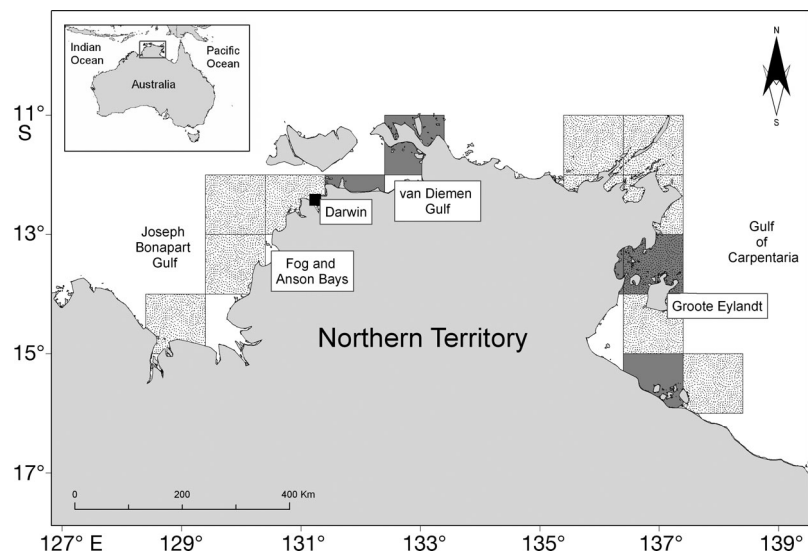 Indian
Ocean
Pacific
Ocean
Australia
N
S
11°
S
13°
15°
17°
van Diemen
Gulf
Darwin
Joseph
Bonapart
Gulf
Fog and
Anson Bays
Gulf
of
Carpentaria
Groote Eylandt
Northern Territory
0 200 400 Km
127° E 129° 131° 133° 135° 137° 139°